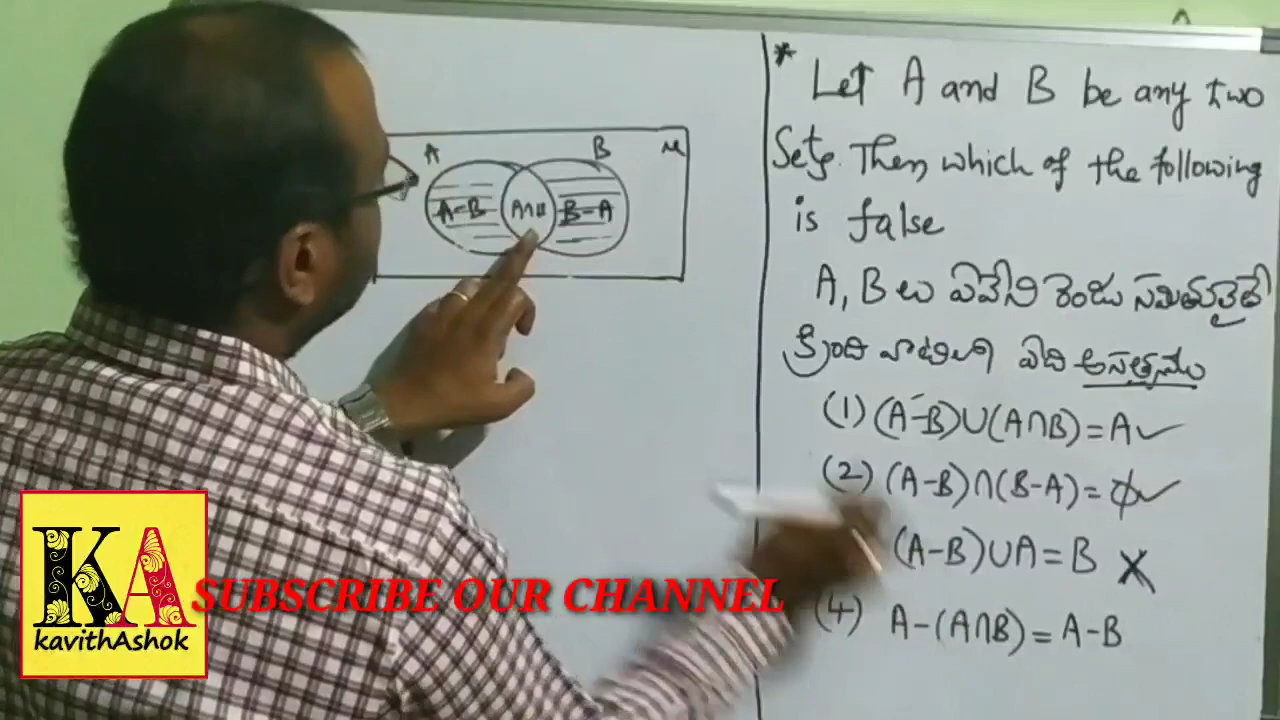 A B μ
A-B A∩B B-A
* Let A and B be any two
Sets. Then which of the following
is false
A, B లు ఏవేని రెండు సమితులైతే
క్రింది వాటిలో ఏది అసత్యము
(1) (A-B)∪(A∩B)=A✓
(2) (A-B)∩(B-A)=ϕ✓
(A-B)∪A=B ✗
(4) A-(A∩B)=A-B
KA
kavithAshok
SUBSCRIBE OUR CHANNEL